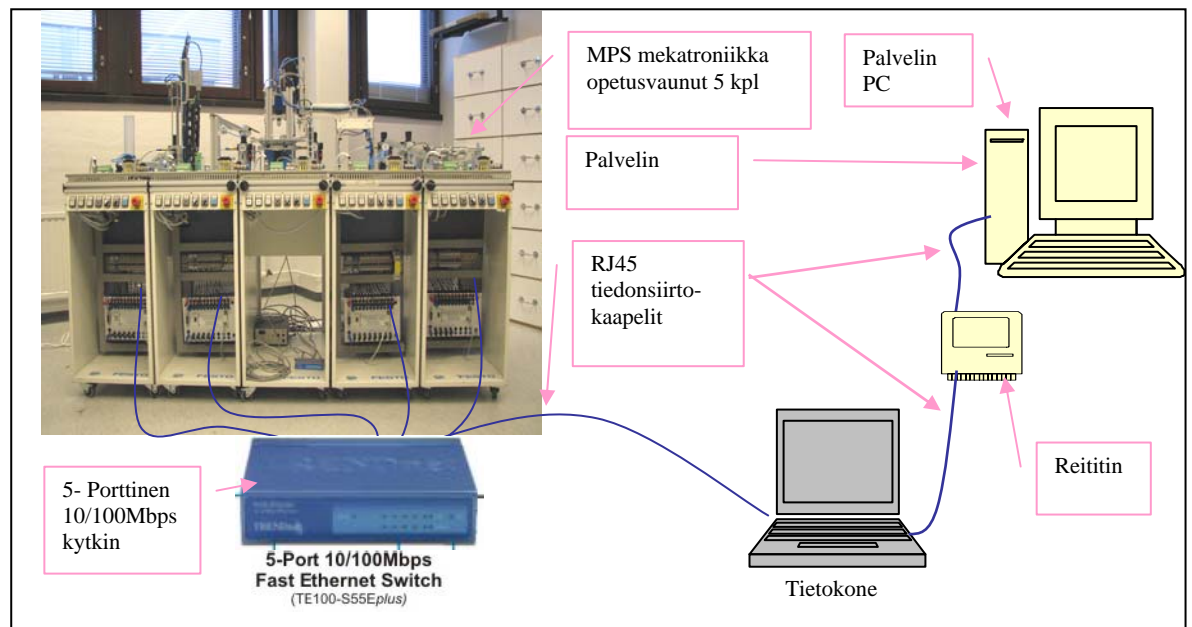 MPS mekatroniikka
opetusvaunut 5 kpl
Palvelin
PC
Palvelin
RJ45
tiedonsiirto-
kaapelit
5- Porttinen
10/100Mbps
kytkin
Reititin
TRENDnet
5-Port 10/100Mbps
Fast Ethernet Switch
(TE100-S55Eplus)
Tietokone